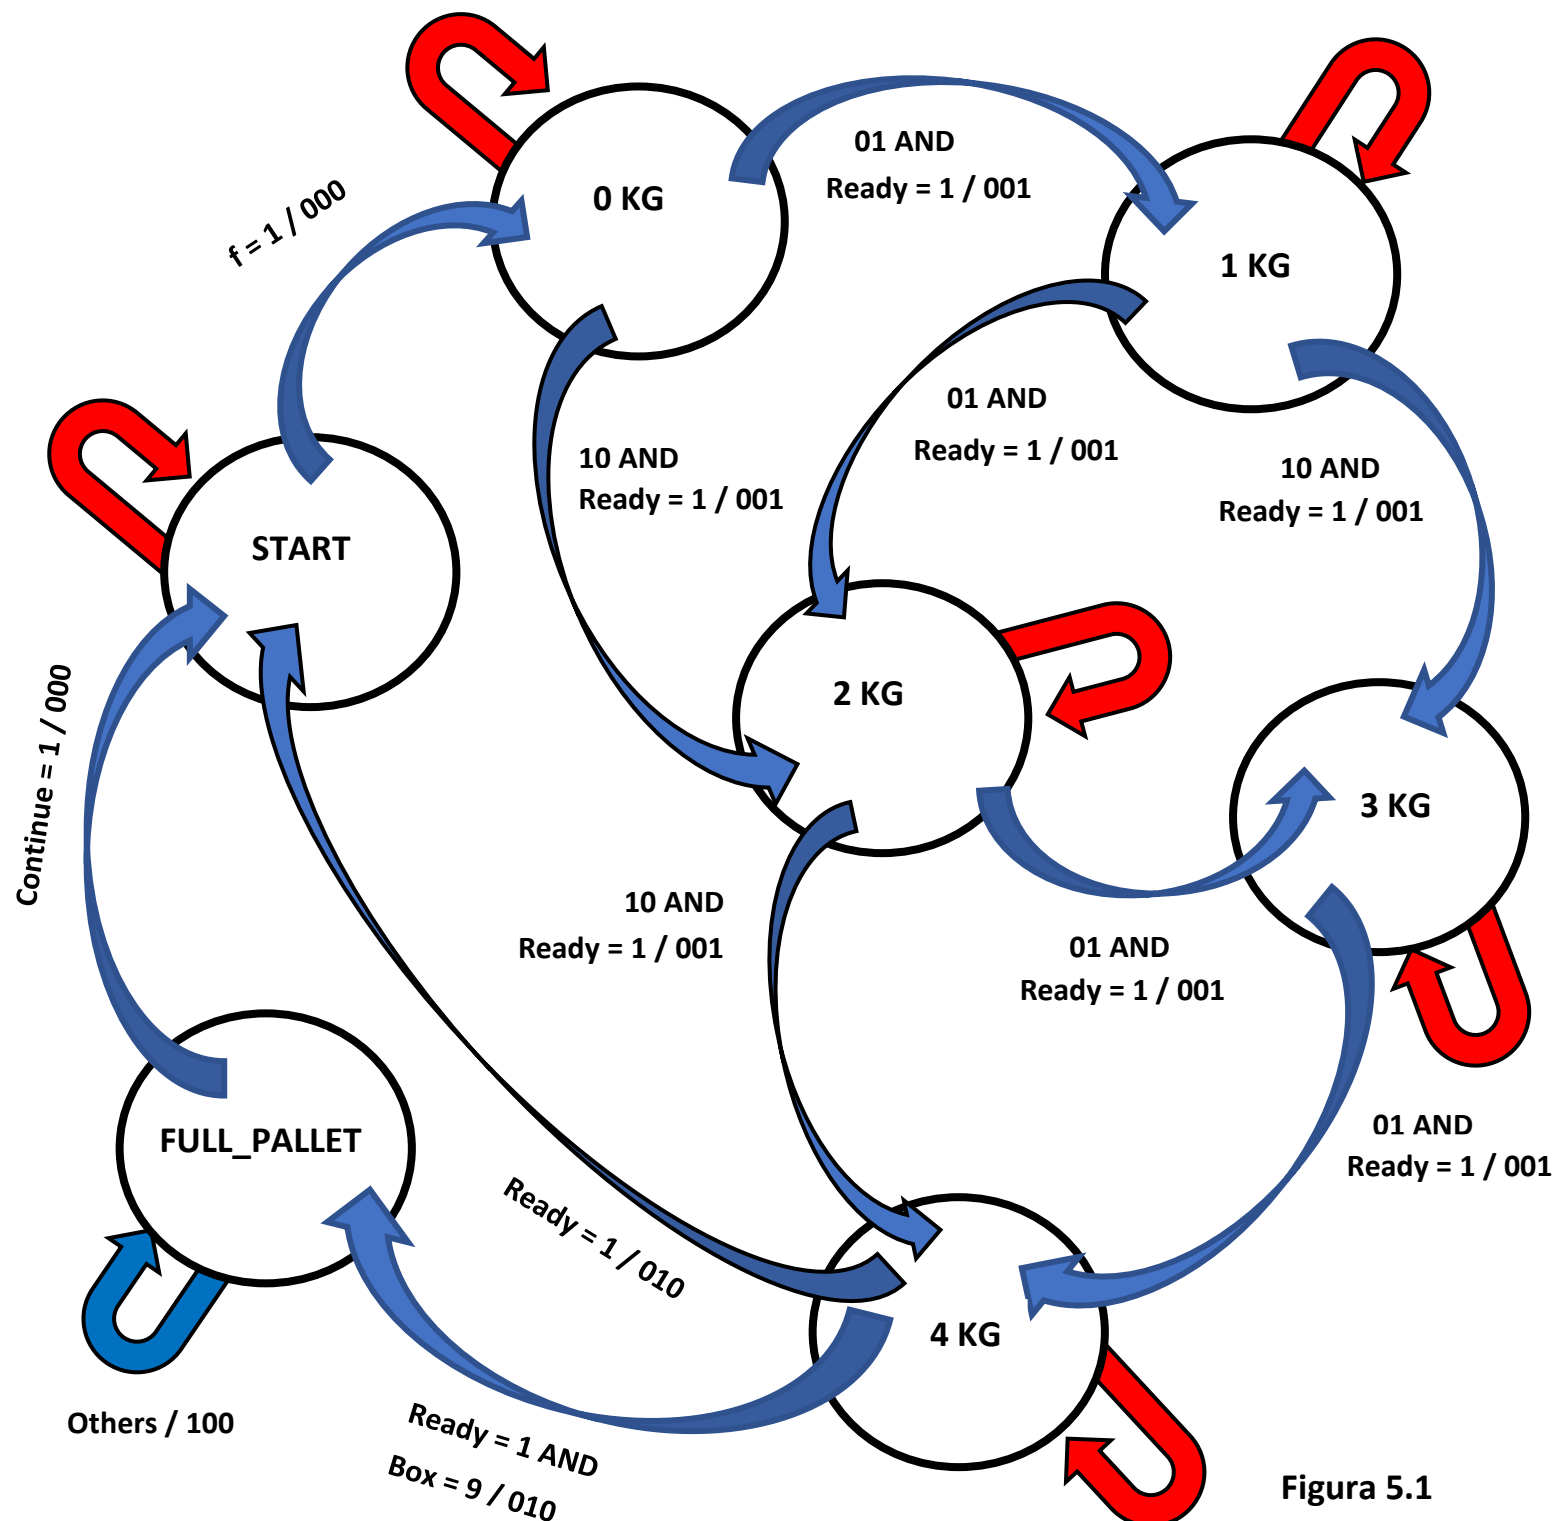 01 AND
Ready = 1 / 001
f = 1 / 000
0 KG
1 KG
01 AND
Ready = 1 / 001
10 AND
Ready = 1 / 001
10 AND
Ready = 1 / 001
START
2 KG
3 KG
Continue = 1 / 000
10 AND
Ready = 1 / 001
01 AND
Ready = 1 / 001
01 AND
Ready = 1 / 001
FULL_PALLET
Ready = 1 / 010
4 KG
Others / 100
Ready = 1 AND
Box = 9 / 010
Figura 5.1